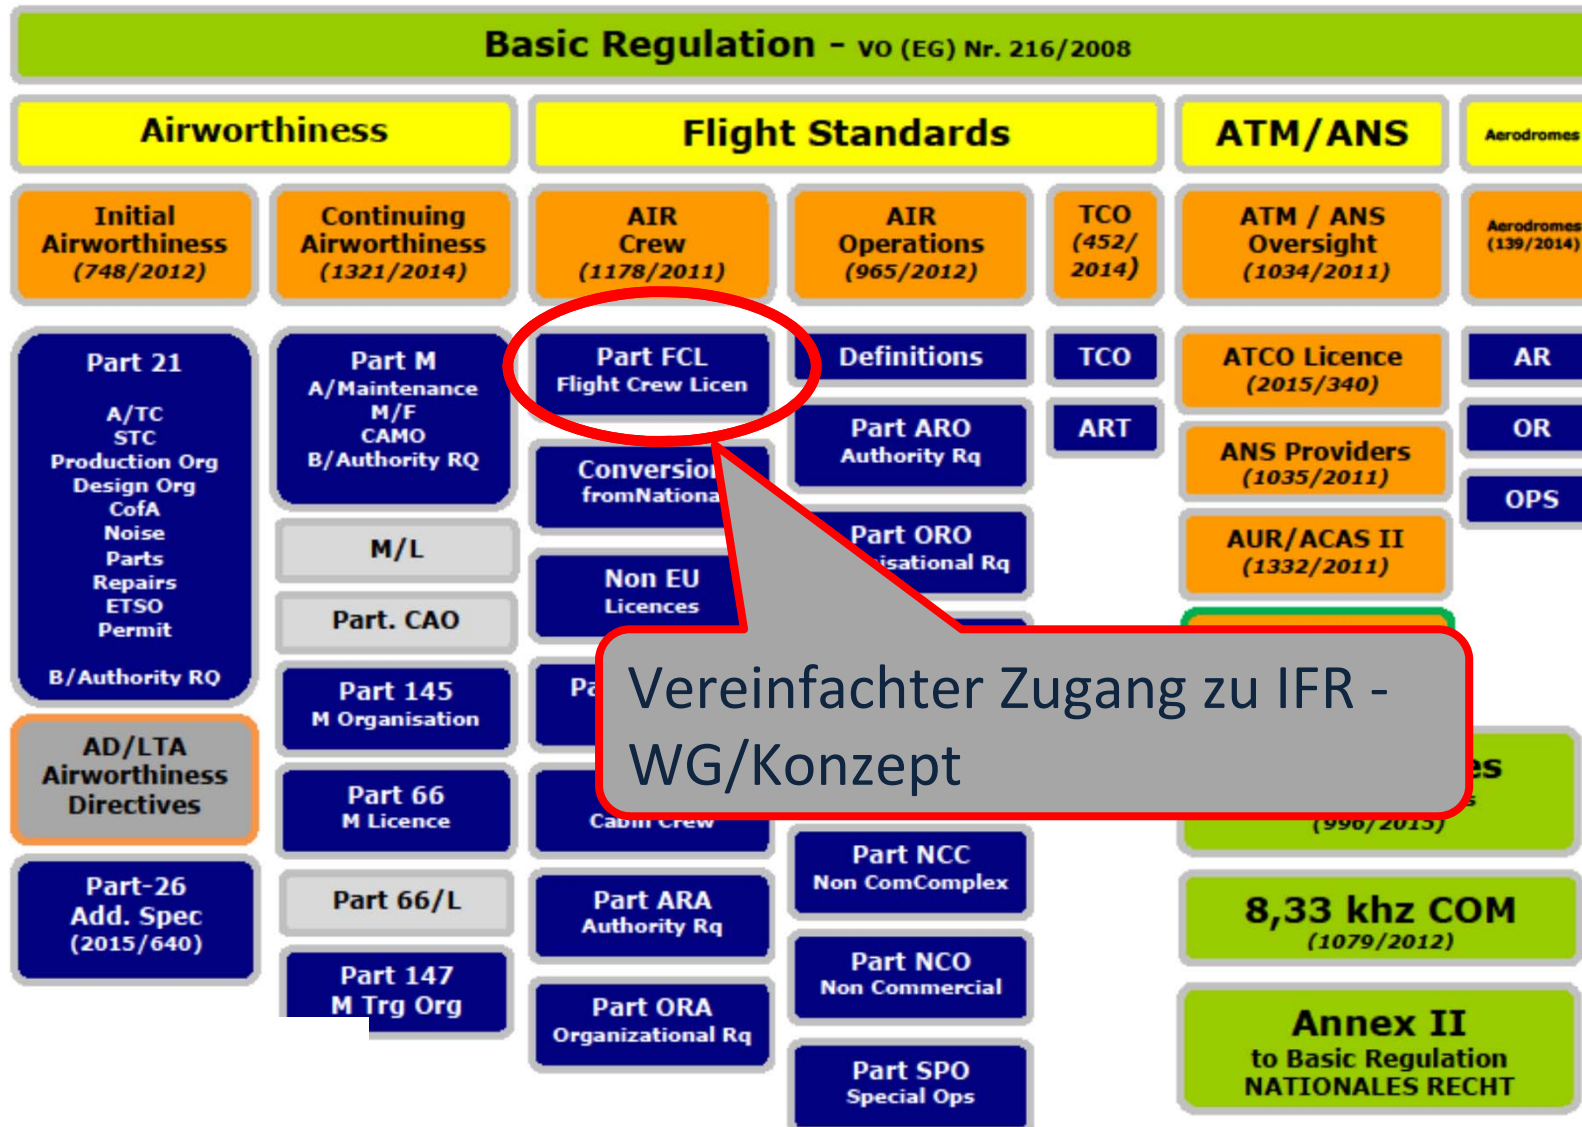 Basic Regulation - VO (EG) Nr. 216/2008
Airworthiness
Flight Standards
ATM/ANS
Aerodromes
Initial
Airworthiness
(748/2012)
Continuing
Airworthiness
(1321/2014)
AIR
Crew
(1178/2011)
AIR
Operations
(965/2012)
TCO
(452/
2014)
ATM / ANS
Oversight
(1034/2011)
Aerodromes
(139/2014)
Part 21
A/TC
STC
Production Org
Design Org
CofA
Noise
Parts
Repairs
ETSO
Permit
B/Authority RQ
AD/LTA
Airworthiness
Directives
Part-26
Add. Spec
(2015/640)
Part M
A/Maintenance
M/F
CAMO
B/Authority RQ
M/L
Part. CAO
Part 145
M Organisation
Part 66
M Licence
Part 66/L
Part 147
M Trg Org
Part FCL
Flight Crew Licen
Conversion
fromNational
Non EU
Licences
Cabin Crew
Part ARA
Authority Rq
Part ORA
Organizational Rq
Definitions
Part ARO
Authority Rq
Part ORO
isational Rq
Part NCC
Non ComComplex
Part NCO
Non Commercial
Part SPO
Special Ops
TCO
ART
ATCO Licence
(2015/340)
ANS Providers
(1035/2011)
AUR/ACAS II
(1332/2011)
(996/2015)
8,33 khz COM
(1079/2012)
Annex II
to Basic Regulation
NATIONALES RECHT
AR
OR
OPS
Vereinfachter Zugang zu IFR -
WG/Konzept